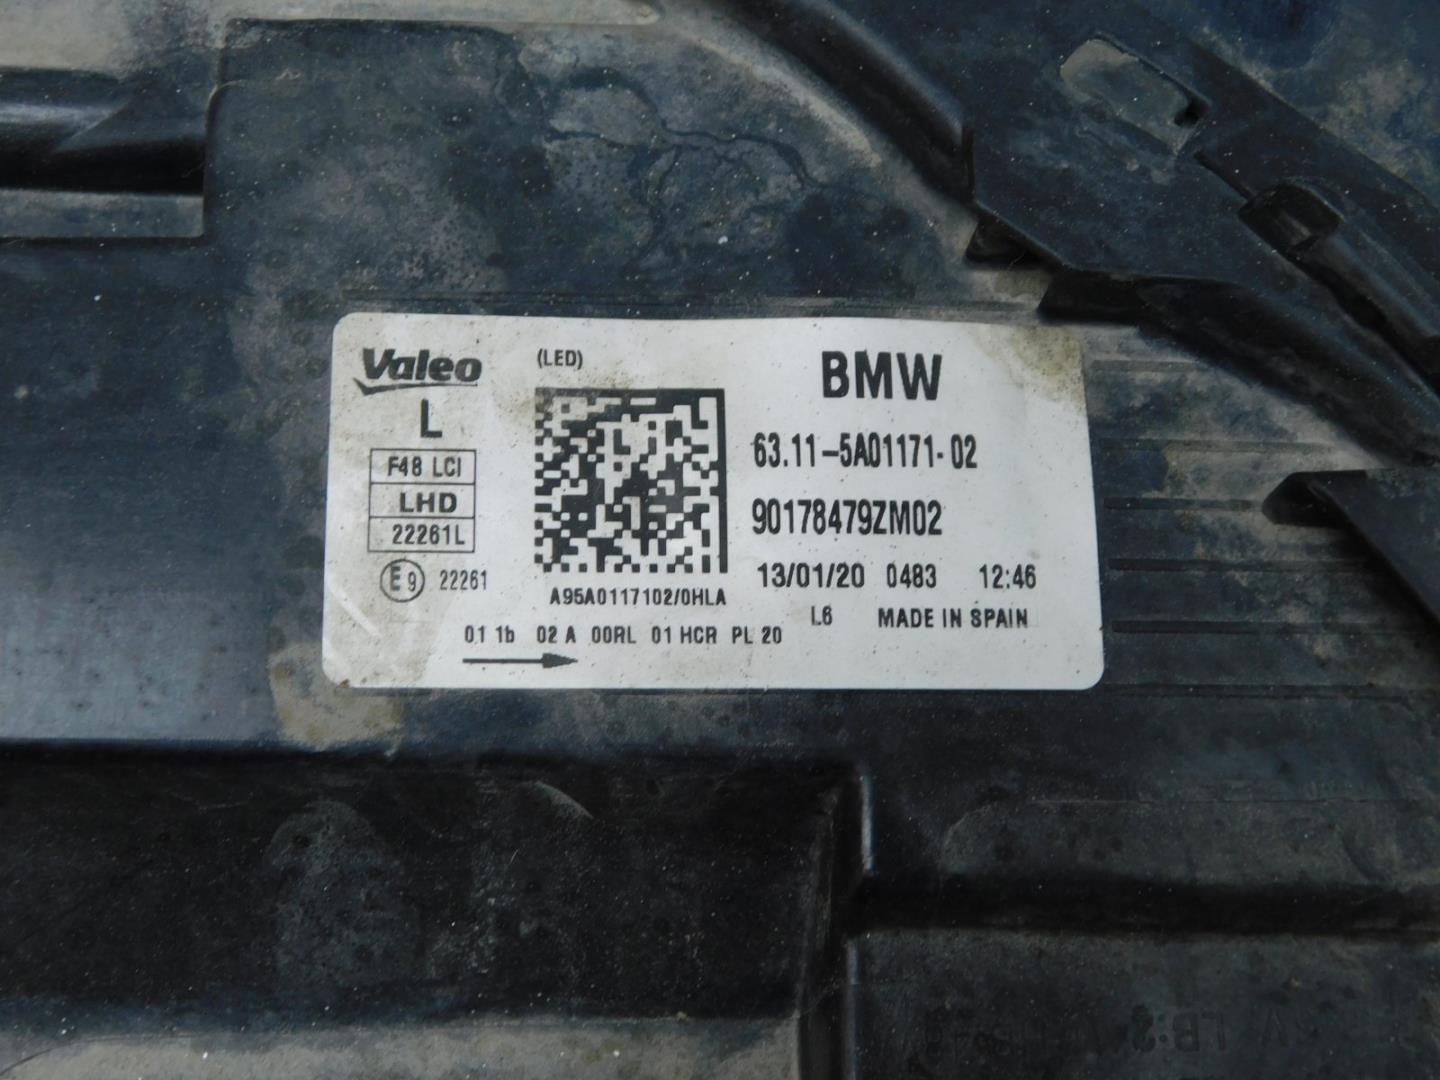 Valeo
(LED)
BMW
L
F48 LCI
LHD
22261L
E9 22261
63.11-5A01171-02
90178479ZM02
13/01/20 0483 12:46
A95A0117102/0HLA
L6 MADE IN SPAIN
01 1b 02 A 00RL 01 HCR PL 20